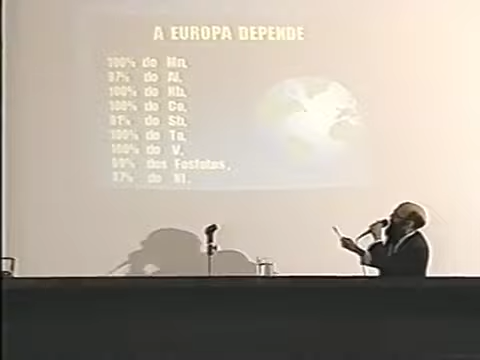 A EUROPA DEPENDE
100% do Mn,
97% do Al,
100% do Nb,
100% do Co,
91% do Sb,
100% do Ta,
100% do V,
99% dos Fosfatos,
do Ni.